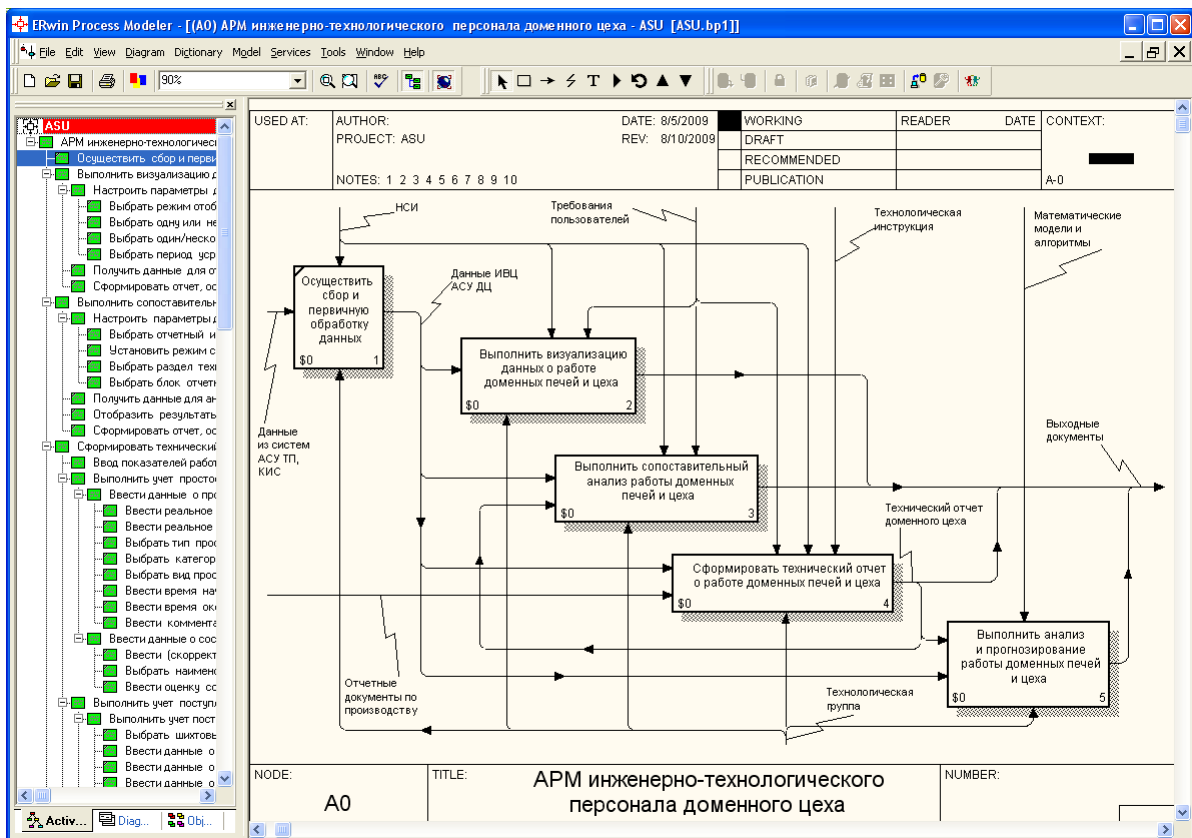 ERwin Process Modeler - [(A0) АРМ инженерно-технологического персонала доменного цеха - ASU [ASU.bp1]]
File Edit View Diagram Dictionary Model Services Tools Window Help
90%
ABC
ASU
АРМ инженерно-технологичесі
Осуществить сбор и перви
Выполнить визуализацию д
Настроить параметры д
Выбрать режим отоб
Выбрать одну или не
Выбрать один/неско
Выбрать период уср
Получить данные для от
Сформировать отчет, ос
Выполнить сопоставительн
Настроить параметры д
Выбрать отчетный и
Установить режим с
Выбрать раздел техн
Выбрать блок отчетн
Получить данные для ан
Отобразить результать
Сформировать отчет, ос
Сформировать технический
Ввод показателей работ
Выполнить учет простое
Ввести данные о про
Ввести реальное
Ввести реальное
Выбрать тип прос
Выбрать категор
Выбрать вид прос
Ввести время нач
Ввести время око
Ввести коммента
Ввести данные о сос
Ввести (скоррект
Выбрать наимено
Ввести оценку сс
Выполнить учет поступл
Выполнить учет пост
Выбрать шихтовь
Ввести данные о
Ввести данные о
Ввести данные о
Activ... Diag... Obj...
USED AT: AUTHOR: DATE: 8/5/2009 WORKING READER DATE CONTEXT:
PROJECT: ASU REV: 8/10/2009 DRAFT
RECOMMENDED
NOTES: 1 2 3 4 5 6 7 8 9 10 PUBLICATION A-0
НСИ
Требования
пользователей
Технологическая
инструкция
Математические
модели и
алгоритмы
Осуществить
сбор и
первичную
обработку
данных
$0 1
Данные ИВЦ
АСУ ДЦ
Выполнить визуализацию
данных о работе
доменных печей и цеха
$0 2
Данные
из систем
АСУ ТП,
КИС
Выходные
документы
Выполнить сопоставительный
анализ работы доменных
печей и цеха
$0 3
Технический отчет
доменного цеха
Сформировать технический отчет
о работе доменных печей и цеха
$0 4
Выполнить анализ
и прогнозирование
работы доменных печей
и цеха
$0 5
Отчетные
документы по
производству
Технологическая
группа
NODE: TITLE: NUMBER:
A0
АРМ инженерно-технологического
персонала доменного цеха